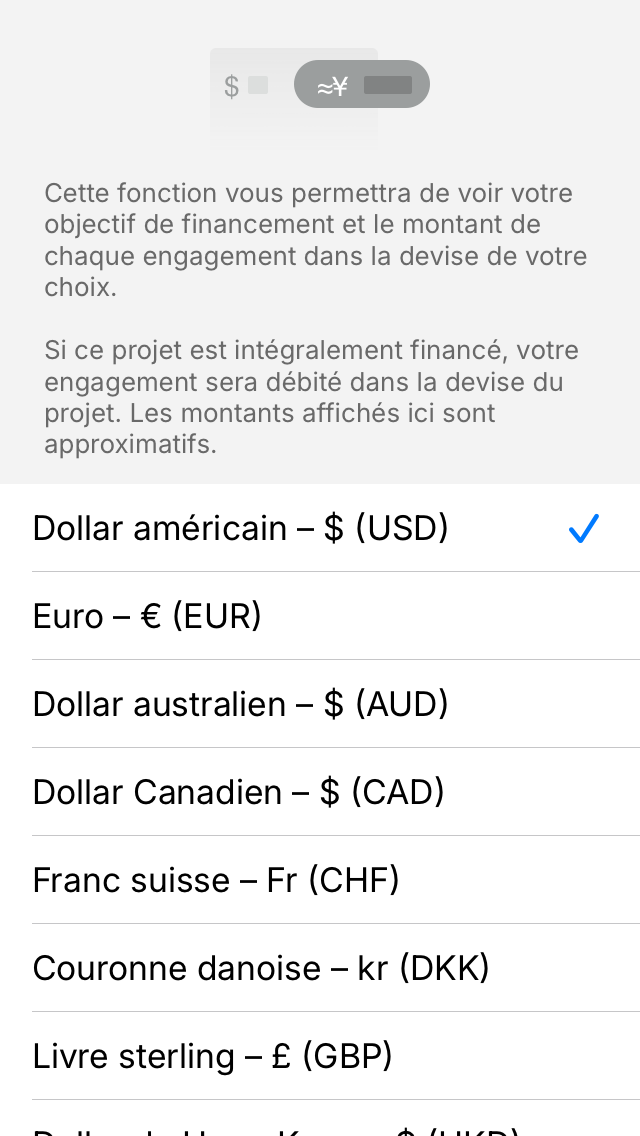 $ ≈¥
Cette fonction vous permettra de voir votre
objectif de financement et le montant de
chaque engagement dans la devise de votre
choix.
Si ce projet est intégralement financé, votre
engagement sera débité dans la devise du
projet. Les montants affichés ici sont
approximatifs.
Dollar américain – $ (USD)
Euro – € (EUR)
Dollar australien – $ (AUD)
Dollar Canadien – $ (CAD)
Franc suisse – Fr (CHF)
Couronne danoise – kr (DKK)
Livre sterling – £ (GBP)